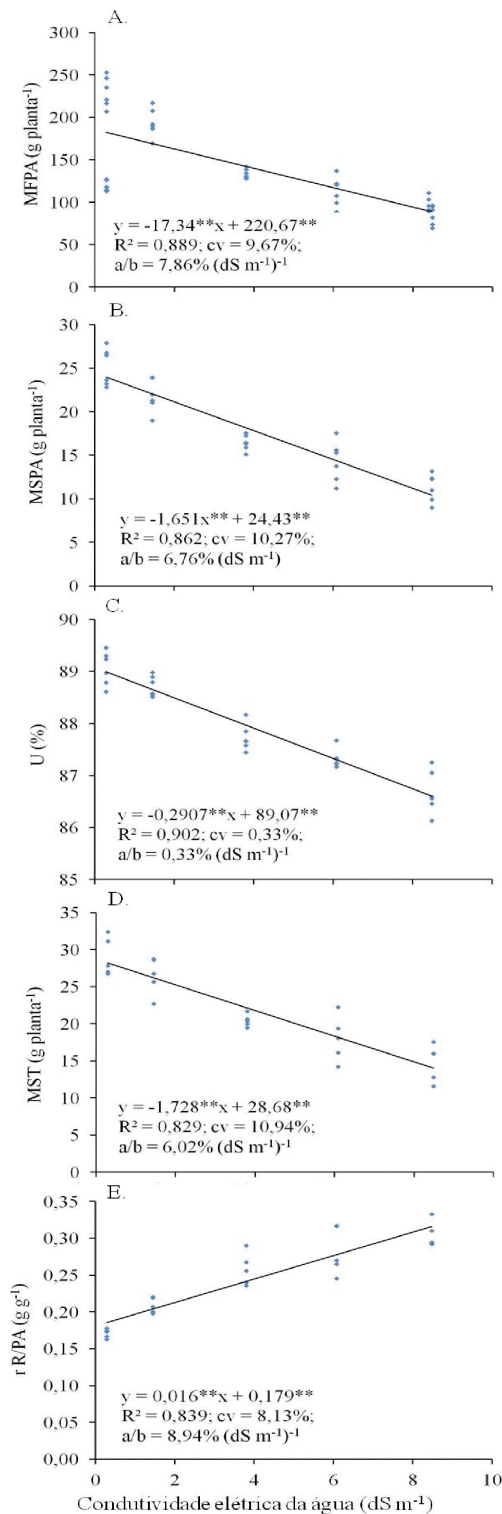 A.
300
250
200
150
100
50
0
MFPA (g planta-1)
y = -17,34**x + 220,67**
R² = 0,889; cv = 9,67%;
a/b = 7,86% (dS m-1)-1
B.
30
25
20
15
10
5
0
MSPA (g planta-1)
y = -1,651x** + 24,43**
R² = 0,862; cv = 10,27%;
a/b = 6,76% (dS m-1)
C.
90
89
88
87
86
85
U (%)
y = -0,2907**x + 89,07**
R² = 0,902; cv = 0,33%;
a/b = 0,33% (dS m-1)-1
D.
35
30
25
20
15
10
5
0
MST (g planta-1)
y = -1,728**x + 28,68**
R² = 0,829; cv = 10,94%;
a/b = 6,02% (dS m-1)-1
E.
0,35
0,30
0,25
0,20
0,15
0,10
0,05
0,00
r R/PA (g g-1)
y = 0,016**x + 0,179**
R² = 0,839; cv = 8,13%;
a/b = 8,94% (dS m-1)-1
0 2 4 6 8 10
Condutividade elétrica da água (dS m-1)